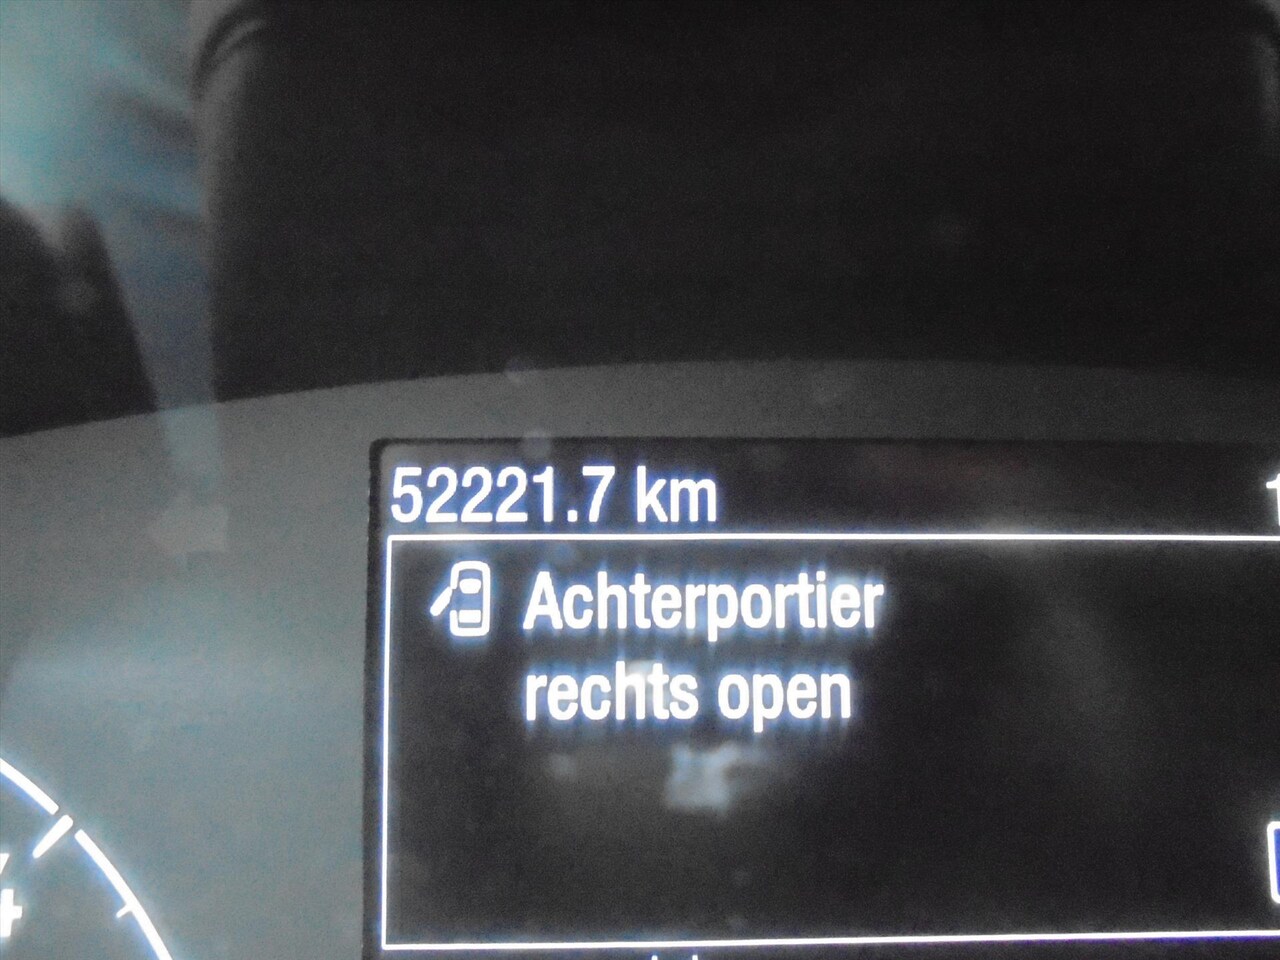 52221.7 km
Achterportier
rechts open